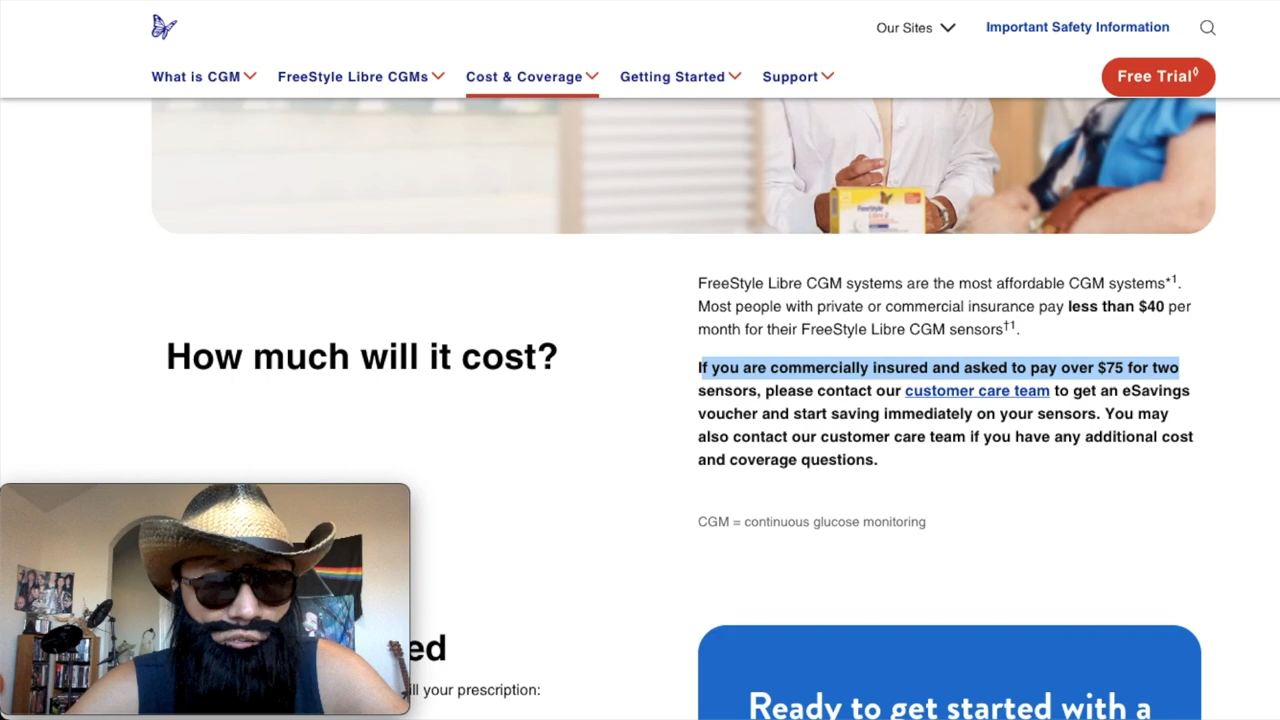 Our Sites
Important Safety Information
What is CGM
FreeStyle Libre CGMs
Cost & Coverage
Getting Started
Support
Free Trial◊
FreeStyle
Libre 2
How much will it cost?
FreeStyle Libre CGM systems are the most affordable CGM systems*1.
Most people with private or commercial insurance pay less than $40 per
month for their FreeStyle Libre CGM sensors†1.
If you are commercially insured and asked to pay over $75 for two
sensors, please contact our customer care team to get an eSavings
voucher and start saving immediately on your sensors. You may
also contact our customer care team if you have any additional cost
and coverage questions.
CGM = continuous glucose monitoring
ed
ll your prescription:
Ready to get started with a